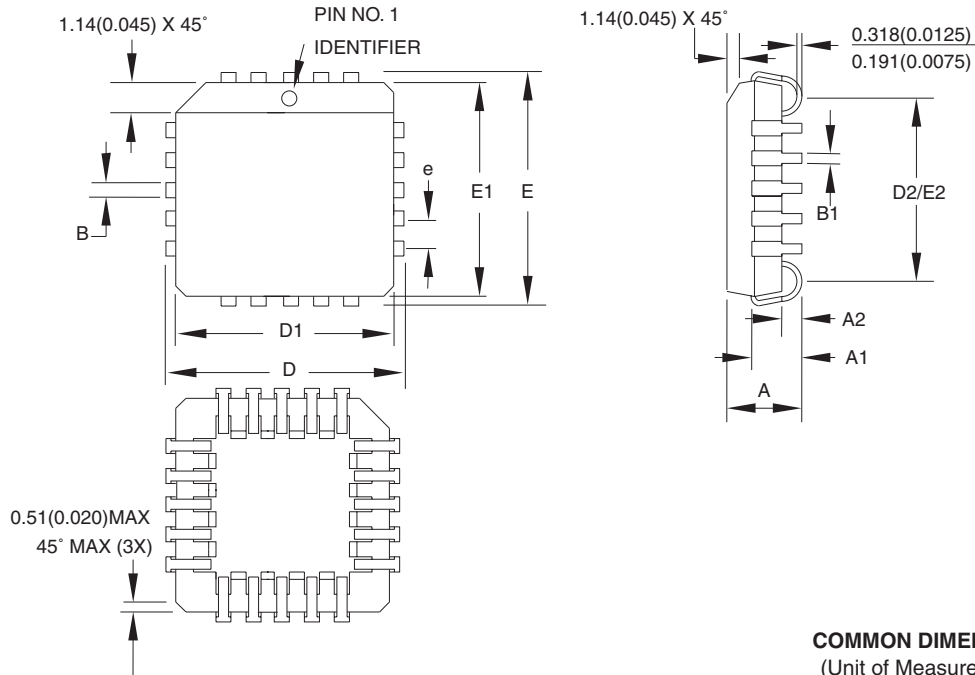 1.14(0.045) X 45˚
PIN NO. 1
IDENTIFIER
1.14(0.045) X 45˚
0.318(0.0125)
0.191(0.0075)
e
E1
E
B
D1
D
B1
D2/E2
A2
A1
A
0.51(0.020)MAX
45˚ MAX (3X)
COMMON DIME
(Unit of Measure